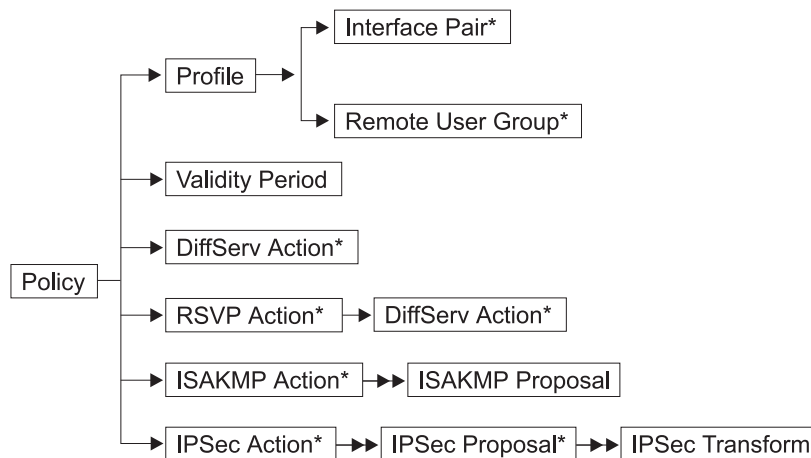 Interface Pair*
Profile
Remote User Group*
Validity Period
DiffServ Action*
Policy
RSVP Action*
DiffServ Action*
ISAKMP Action*
ISAKMP Proposal
IPSec Action*
IPSec Proposal*
IPSec Transform